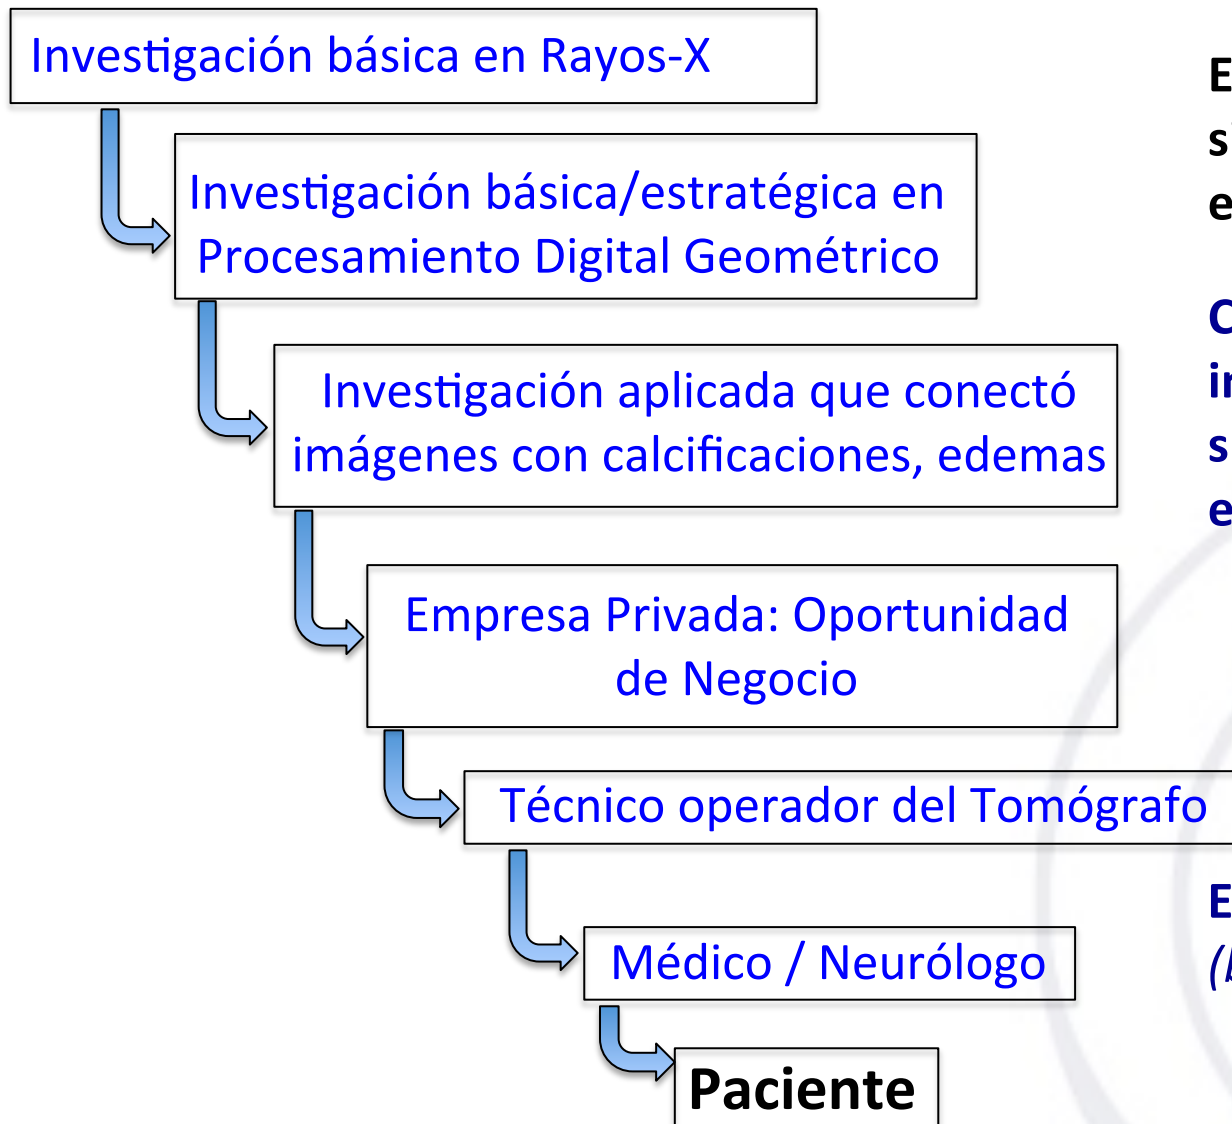 Investigación básica en Rayos-X
Investigación básica/estratégica en
Procesamiento Digital Geométrico
Investigación aplicada que conectó
imágenes con calcificaciones, edemas
Empresa Privada: Oportunidad
de Negocio
Técnico operador del Tomógrafo
Médico / Neurólogo
Paciente